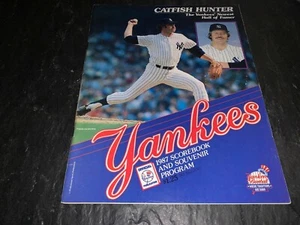 CATFISH HUNTER
The Yankees' Newest
Hall of Famer
Yankees
1987 SCOREBOOK
AND SOUVENIR
PROGRAM